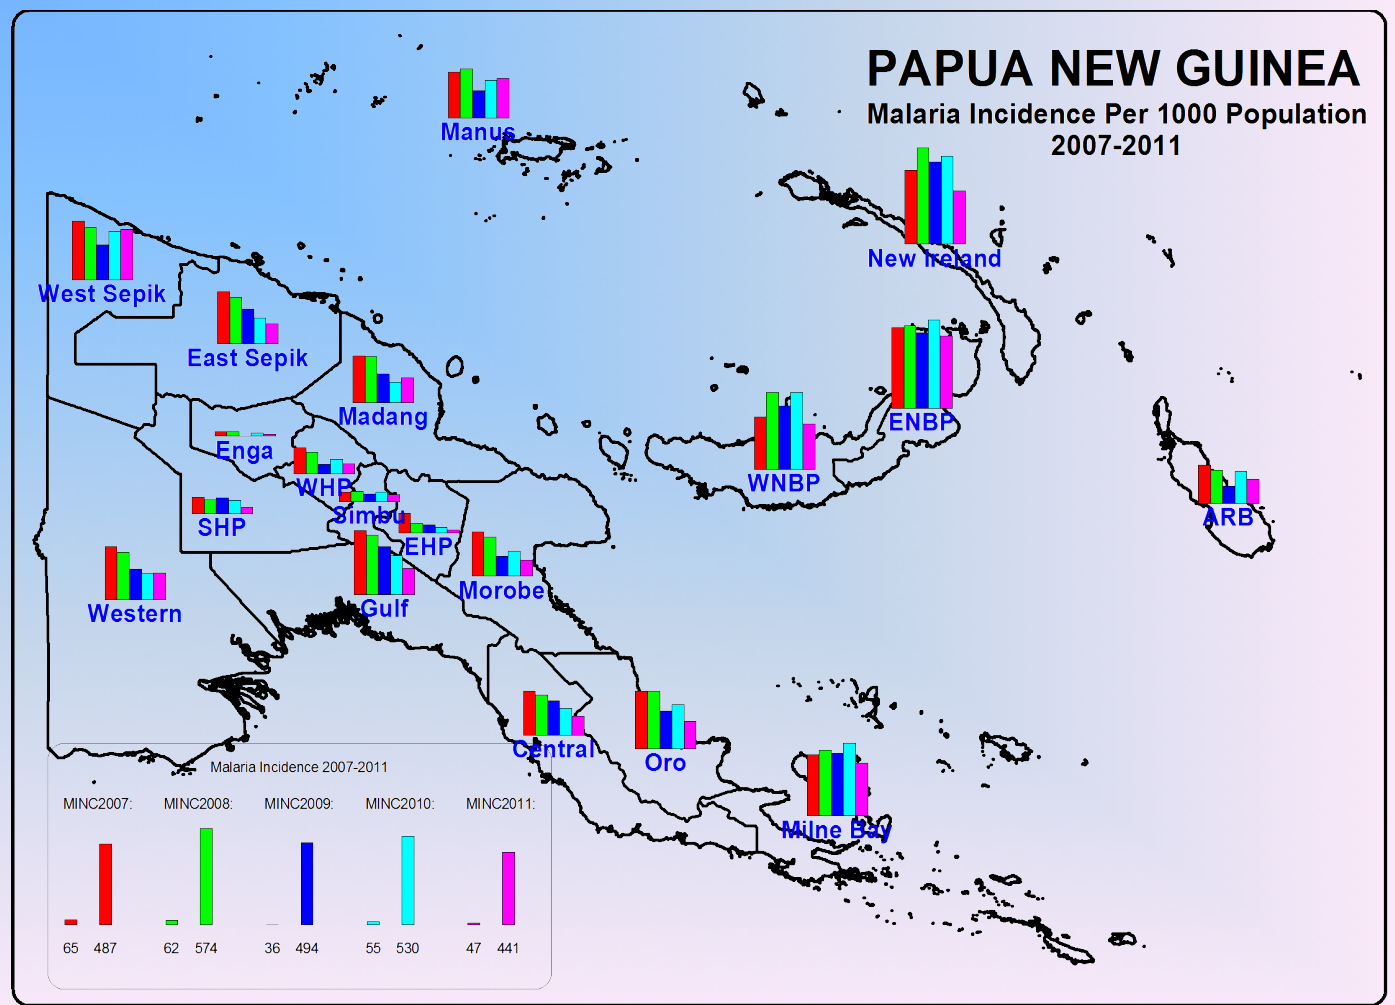 PAPUA NEW GUINEA
Malaria Incidence Per 1000 Population
2007-2011
Manus
New Ireland
West Sepik
East Sepik
Madang
ENBP
Enga
WHP
WNBP
Simbu
SHP
EHP
ARB
Morobe
Gulf
Western
Central
Oro
Milne Bay
Malaria Incidence 2007-2011
MINC2007: MINC2008: MINC2009: MINC2010: MINC2011:
65 487 62 574 36 494 55 530 47 441